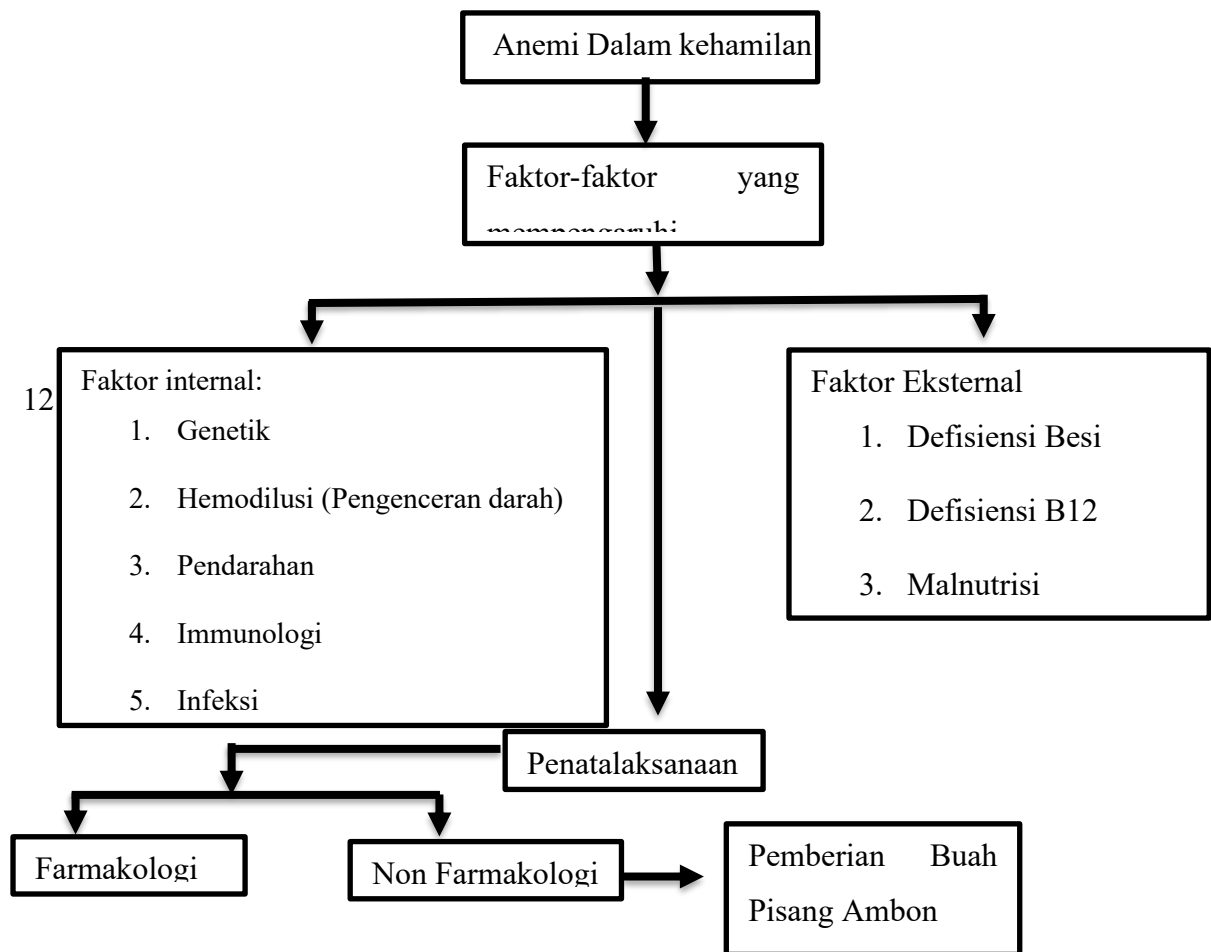 Anemi Dalam kehamilan
Faktor-faktor yang
mempengaruhi
12
Faktor internal:
1. Genetik
2. Hemodilusi (Pengenceran darah)
3. Pendarahan
4. Immunologi
5. Infeksi
Faktor Eksternal
1. Defisiensi Besi
2. Defisiensi B12
3. Malnutrisi
Penatalaksanaan
Farmakologi
Non Farmakologi
Pemberian Buah
Pisang Ambon